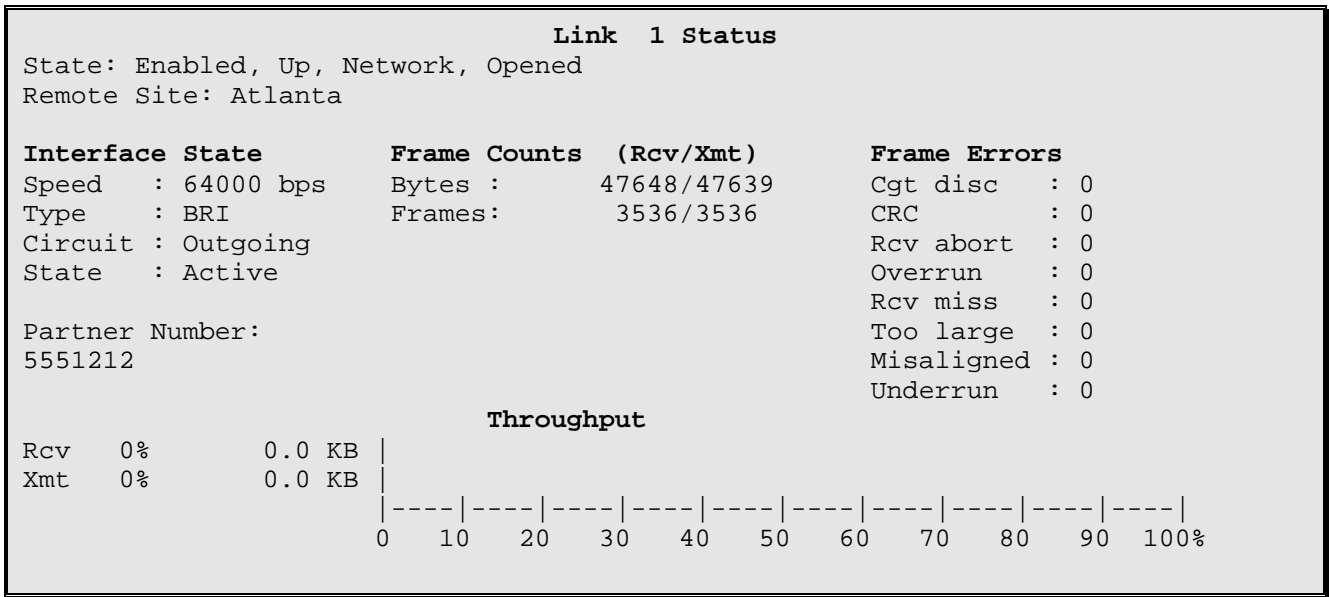 Link  1 Status
State: Enabled, Up, Network, Opened
Remote Site: Atlanta
Interface State        Frame Counts  (Rcv/Xmt)       Frame Errors
Speed   : 64000 bps    Bytes :      47648/47639      Cgt disc   : 0
Type    : BRI          Frames:         3536/3536       CRC        : 0
Circuit : Outgoing                                   Rcv abort  : 0
State   : Active                                     Overrun    : 0
                                                     Rcv miss   : 0
Partner Number:                                      Too large  : 0
5551212                                              Misaligned : 0
                                                     Underrun   : 0
Throughput
Rcv   0%       0.0 KB |
Xmt   0%       0.0 KB |
|----|----|----|----|----|----|----|----|----|----|
0   10   20   30   40   50   60   70   80   90  100%